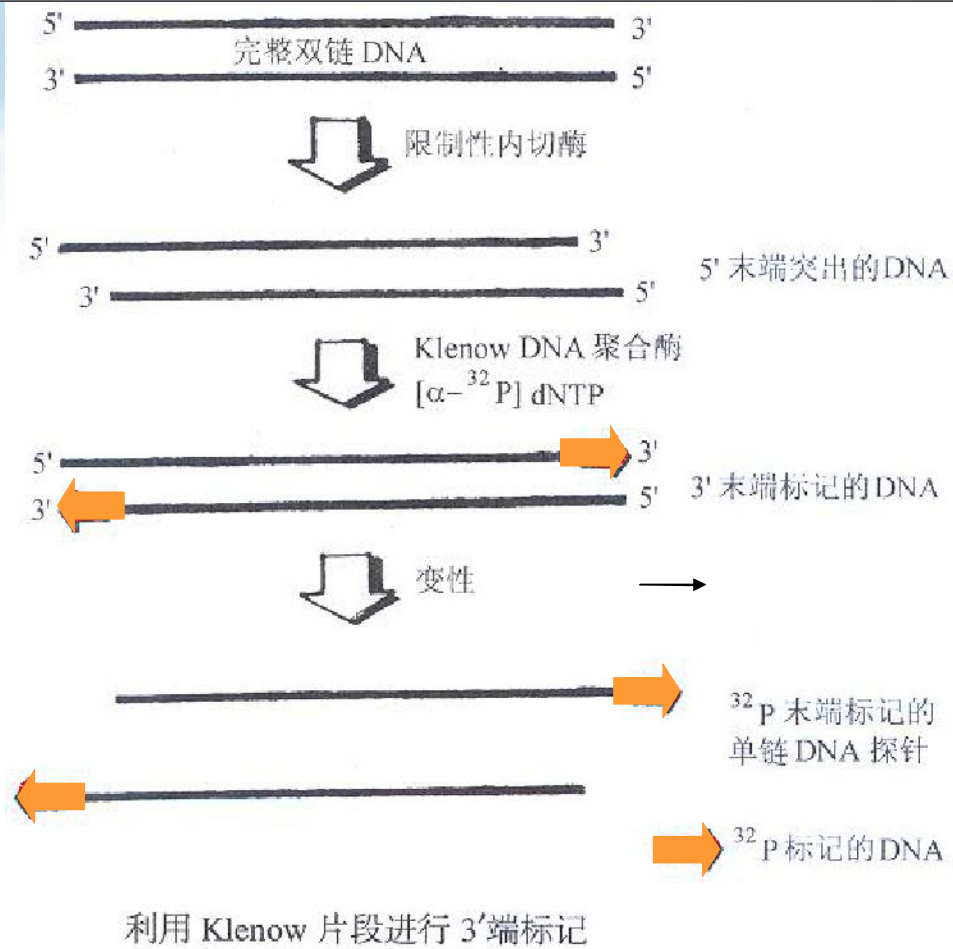 5' 3'
完整双链 DNA
3' 5'
限制性内切酶
5' 3'
5' 末端突出的DNA
3' 5'
Klenow DNA 聚合酶
[α-³²P] dNTP
5' 3'
3' 末端标记的DNA
3' 5'
变性
³²P 末端标记的
单链DNA 探针
³²P 标记的DNA
利用 Klenow 片段进行 3′端标记